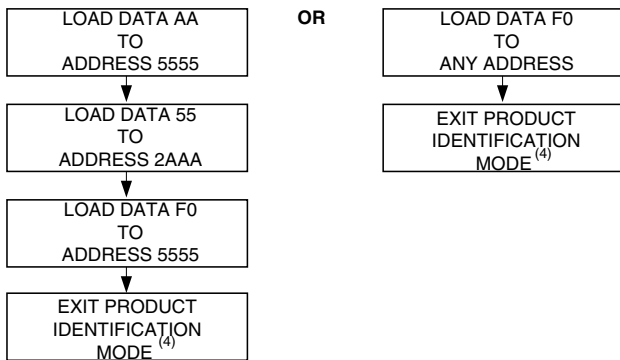 LOAD DATA AA
TO
ADDRESS 5555
LOAD DATA 55
TO
ADDRESS 2AAA
LOAD DATA F0
TO
ADDRESS 5555
EXIT PRODUCT
IDENTIFICATION
MODE (4)
OR
LOAD DATA F0
TO
ANY ADDRESS
EXIT PRODUCT
IDENTIFICATION
MODE (4)